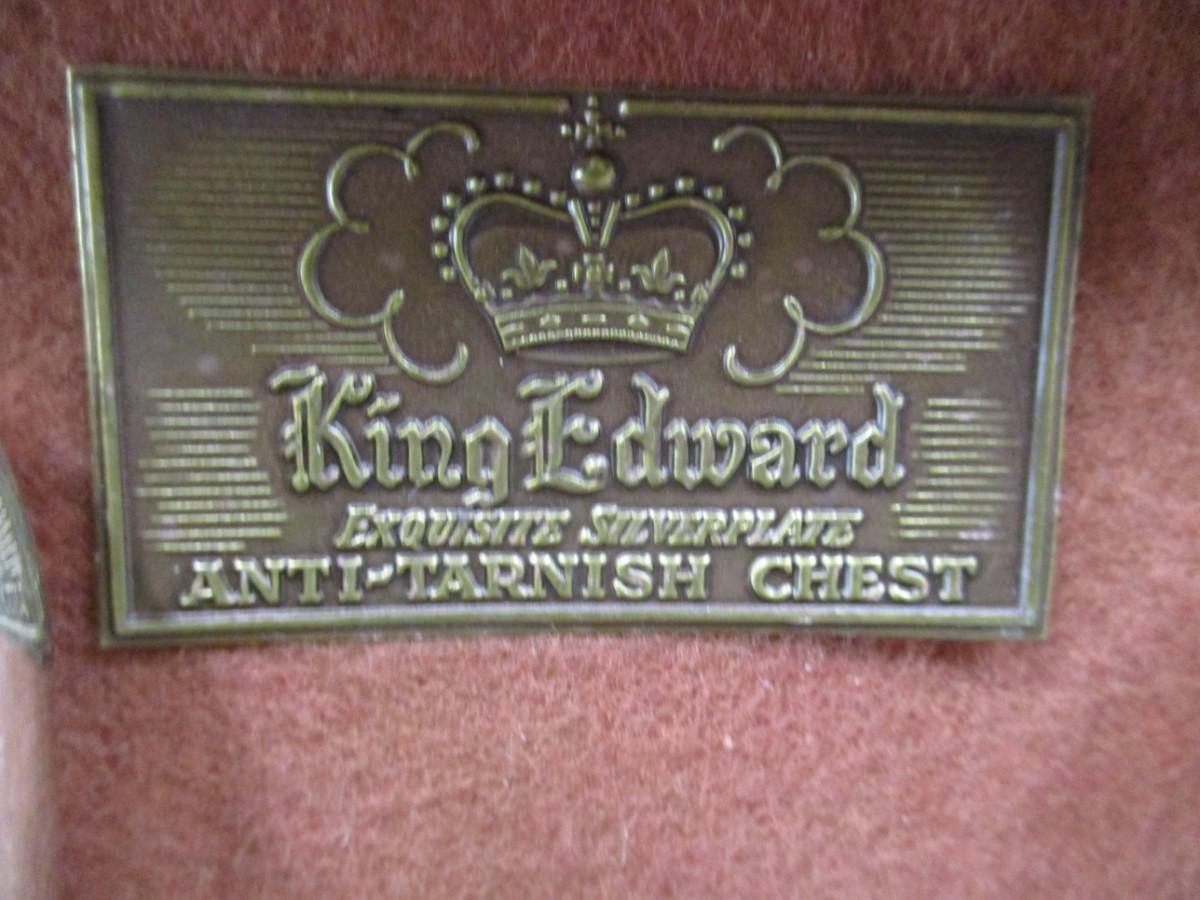 King Edward
EXQUISITE SILVERPLATE
ANTI-TARNISH CHEST